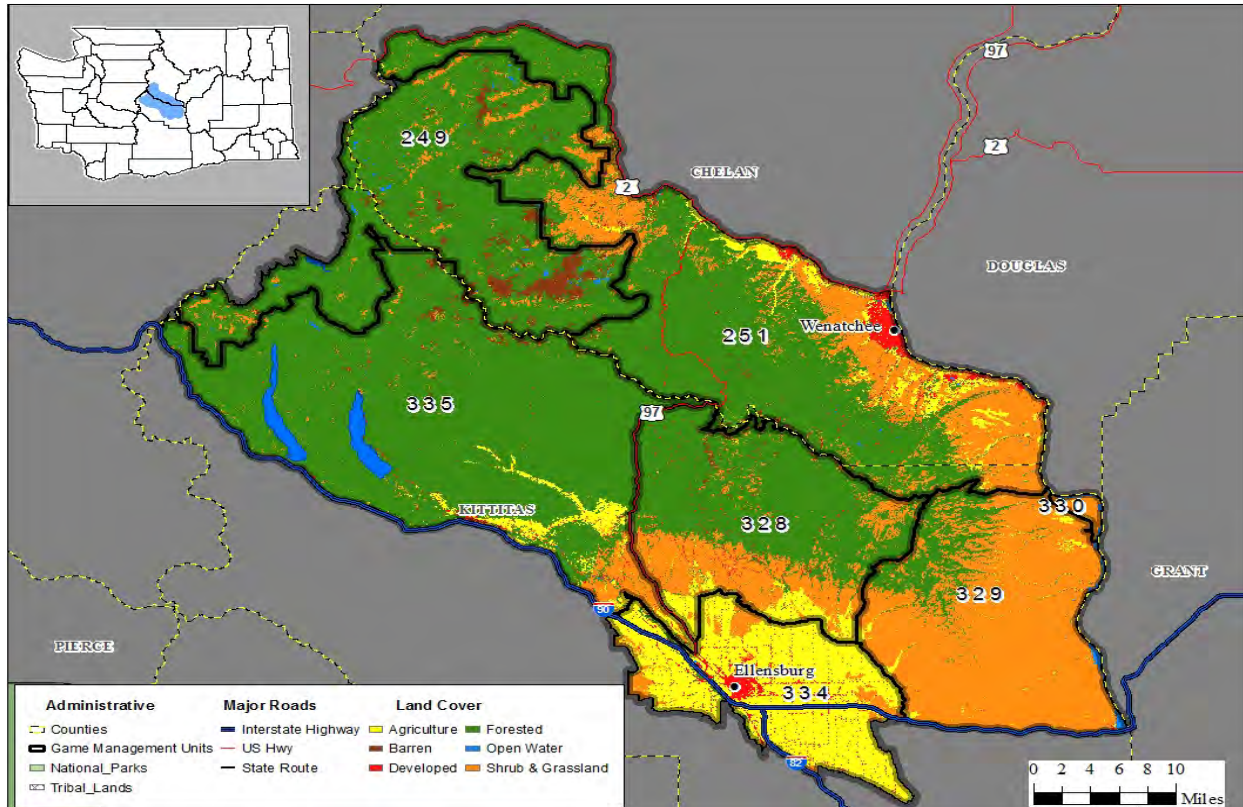 97
2
249
CHELAN
2
DOUGLAS
251
Wenatchee
335
97
KITTITAS
328
330
329
GRANT
90
PIERCE
Ellensburg
334
82
Administrative
Counties
Game Management Units
National_Parks
Tribal_Lands
Major Roads
Interstate Highway
US Hwy
State Route
Land Cover
Agriculture
Barren
Developed
Forested
Open Water
Shrub & Grassland
0 2 4 6 8 10
Miles